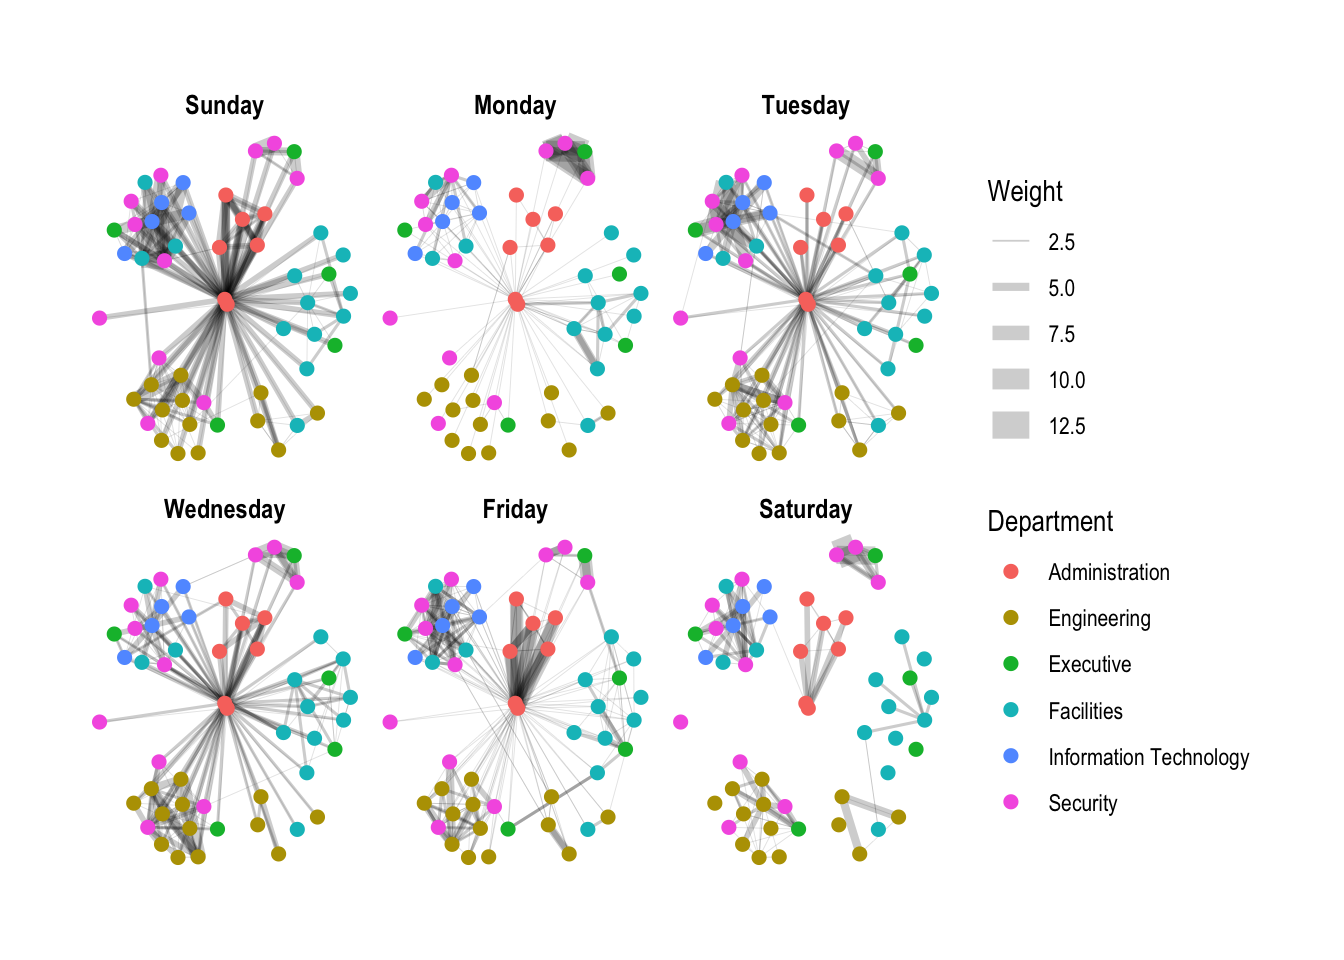 Sunday
Monday
Tuesday
Wednesday
Friday
Saturday
Weight
2.5
5.0
7.5
10.0
12.5
Department
Administration
Engineering
Executive
Facilities
Information Technology
Security